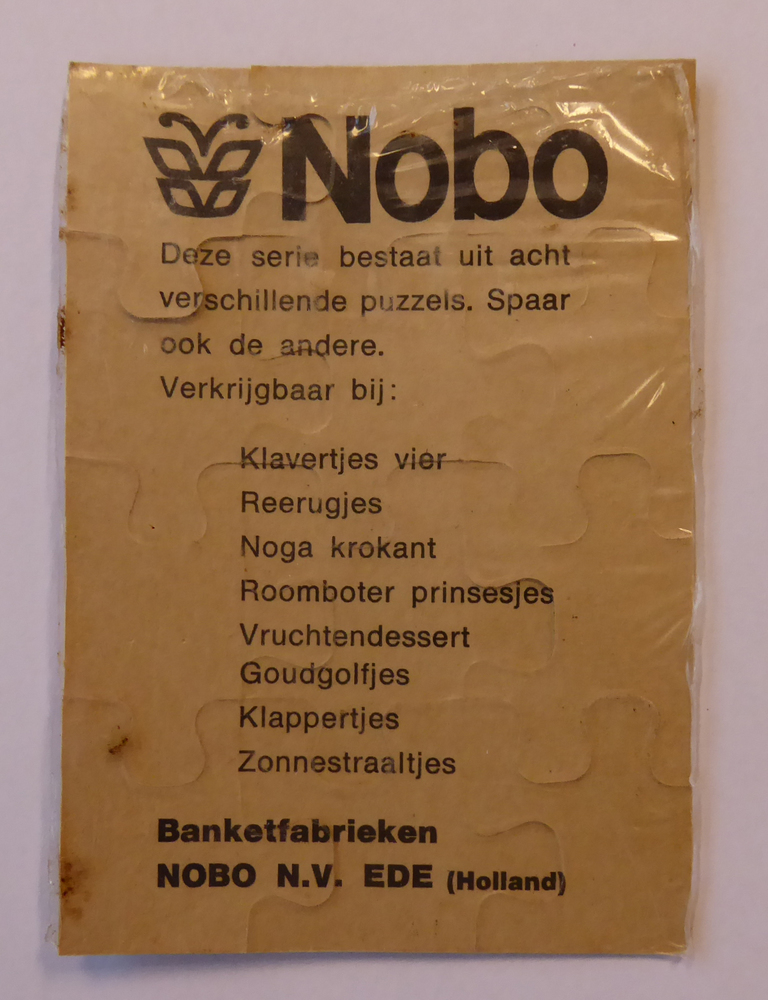 Nobo
Deze serie bestaat uit acht
verschillende puzzels. Spaar
ook de andere.
Verkrijgbaar bij:
Klavertjes vier
Reerugjes
Noga krokant
Roomboter prinsesjes
Vruchtendessert
Goudgolfjes
Klappertjes
Zonnestraaltjes
Banketfabrieken
NOBO N.V. EDE (Holland)